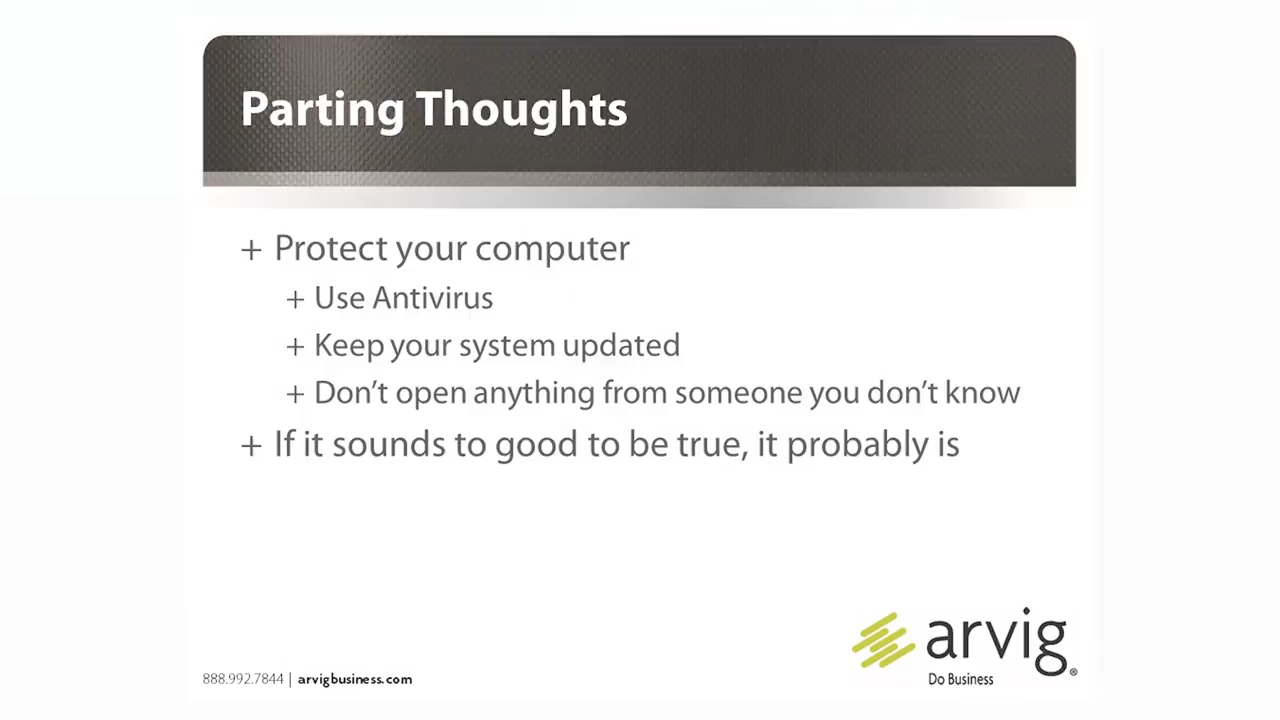 Parting Thoughts
+ Protect your computer
+ Use Antivirus
+ Keep your system updated
+ Don’t open anything from someone you don’t know
+ If it sounds to good to be true, it probably is
arvig®
Do Business
888.992.7844 | arvigbusiness.com